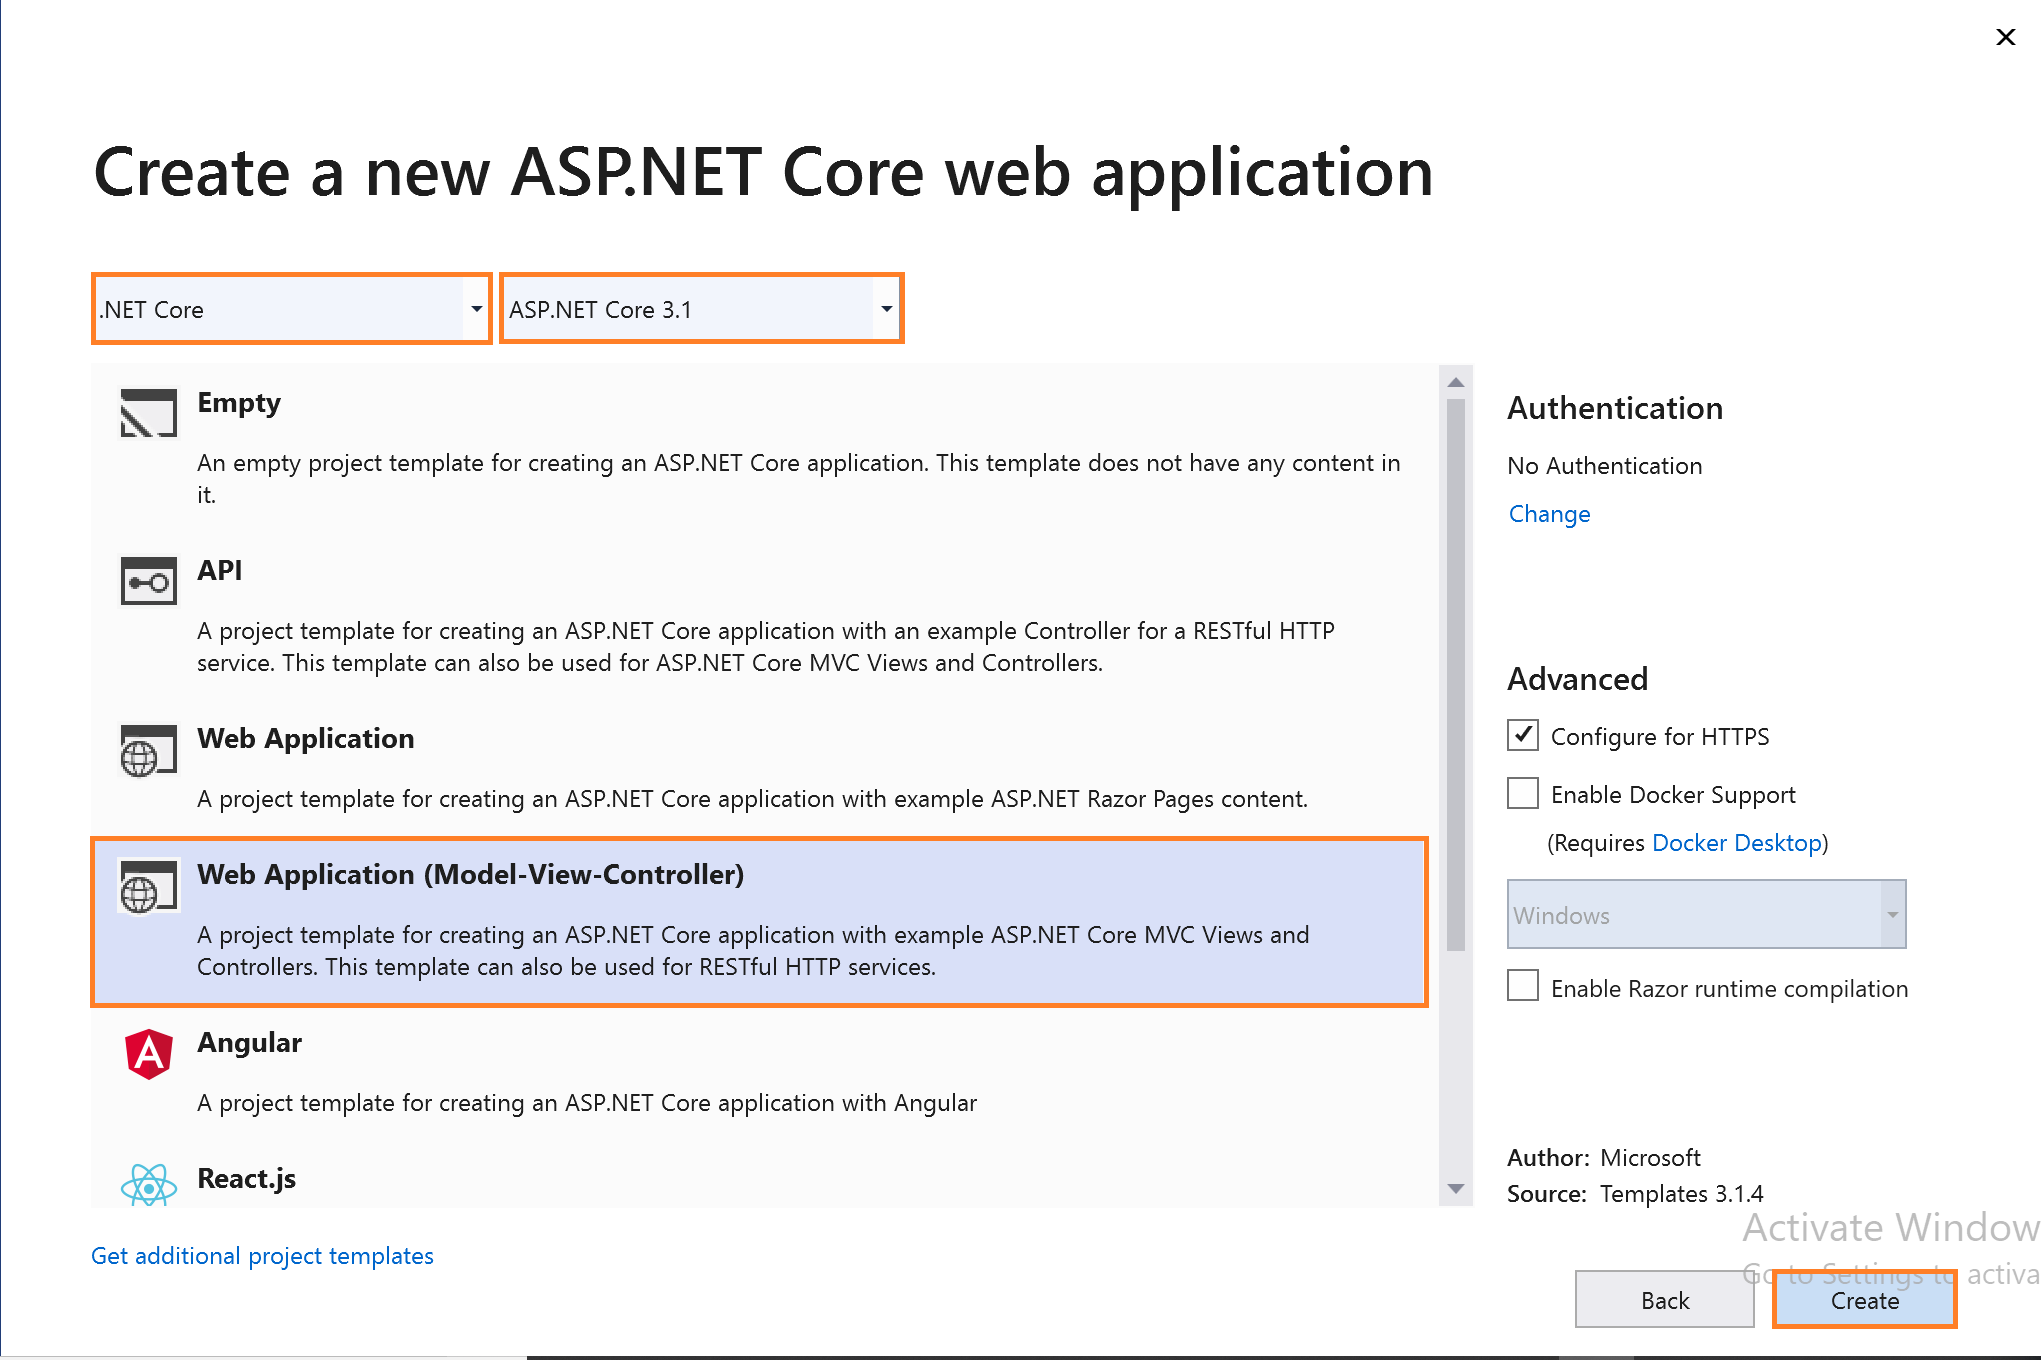 Create a new ASP.NET Core web application
.NET Core
ASP.NET Core 3.1
Empty
An empty project template for creating an ASP.NET Core application. This template does not have any content in
it.
API
A project template for creating an ASP.NET Core application with an example Controller for a RESTful HTTP
service. This template can also be used for ASP.NET Core MVC Views and Controllers.
Web Application
A project template for creating an ASP.NET Core application with example ASP.NET Razor Pages content.
Web Application (Model-View-Controller)
A project template for creating an ASP.NET Core application with example ASP.NET Core MVC Views and
Controllers. This template can also be used for RESTful HTTP services.
Angular
A project template for creating an ASP.NET Core application with Angular
React.js
Get additional project templates
Authentication
No Authentication
Change
Advanced
Configure for HTTPS
Enable Docker Support
(Requires Docker Desktop)
Windows
Enable Razor runtime compilation
Author: Microsoft
Source: Templates 3.1.4
Activate Window
Go to Settings to activa
Back
Create